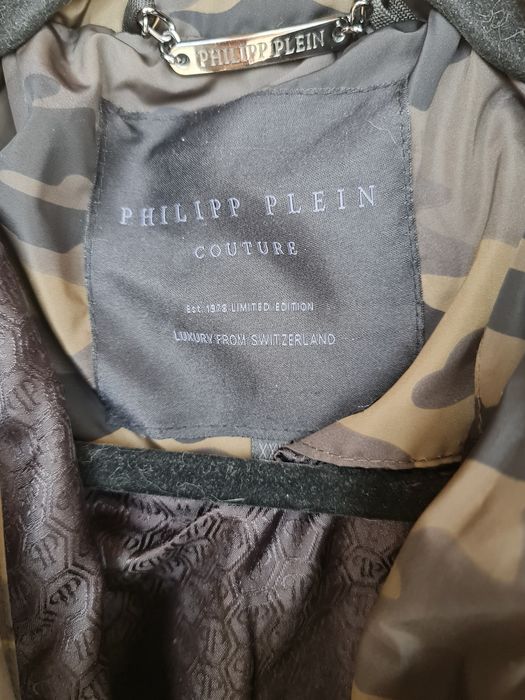 PHILIPP PLEIN
PHILIPP PLEIN
COUTURE
Est. 1978 LIMITED EDITION
LUXURY FROM SWITZERLAND